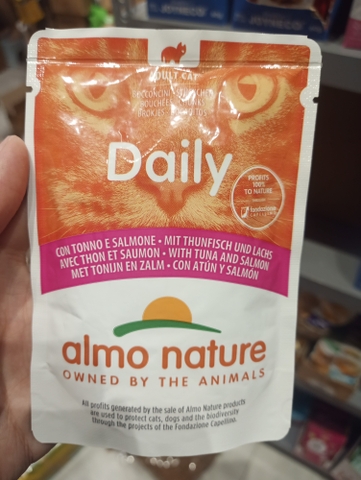 ADULT CAT
Daily
PROFITS
100%
TO NATURE
fondazione
CAPELLINO
CON TONNO E SALMONE • MIT THUNFISCH UND LACHS
AVEC THON ET SAUMON • WITH TUNA AND SALMON
MET TONIJN EN ZALM • CON ATÚN Y SALMÓN
almo nature
OWNED BY THE ANIMALS
All profits generated by the sale of Almo Nature products
are used to protect cats, dogs and the biodiversity
through the projects of the Fondazione Capellino.